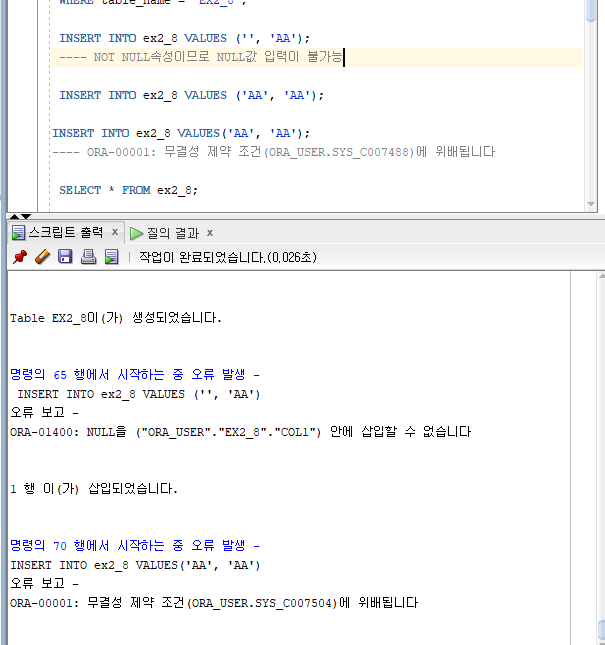 WHERE table_name = 'EX2_8';
INSERT INTO ex2_8 VALUES ('', 'AA');
---- NOT NULL속성이므로 NULL값 입력이 불가능
INSERT INTO ex2_8 VALUES ('AA', 'AA');
INSERT INTO ex2_8 VALUES('AA', 'AA');
---- ORA-00001: 무결성 제약 조건(ORA_USER.SYS_C007488)에 위배됩니다
SELECT * FROM ex2_8;
스크립트 출력 x 질의 결과 x
작업이 완료되었습니다.(0,026초)
Table EX2_8이(가) 생성되었습니다.
명령의 65 행에서 시작하는 중 오류 발생 -
INSERT INTO ex2_8 VALUES ('', 'AA')
오류 보고 -
ORA-01400: NULL을 ("ORA_USER"."EX2_8"."COL1") 안에 삽입할 수 없습니다
1 행 이(가) 삽입되었습니다.
명령의 70 행에서 시작하는 중 오류 발생 -
INSERT INTO ex2_8 VALUES('AA', 'AA')
오류 보고 -
ORA-00001: 무결성 제약 조건(ORA_USER.SYS_C007504)에 위배됩니다